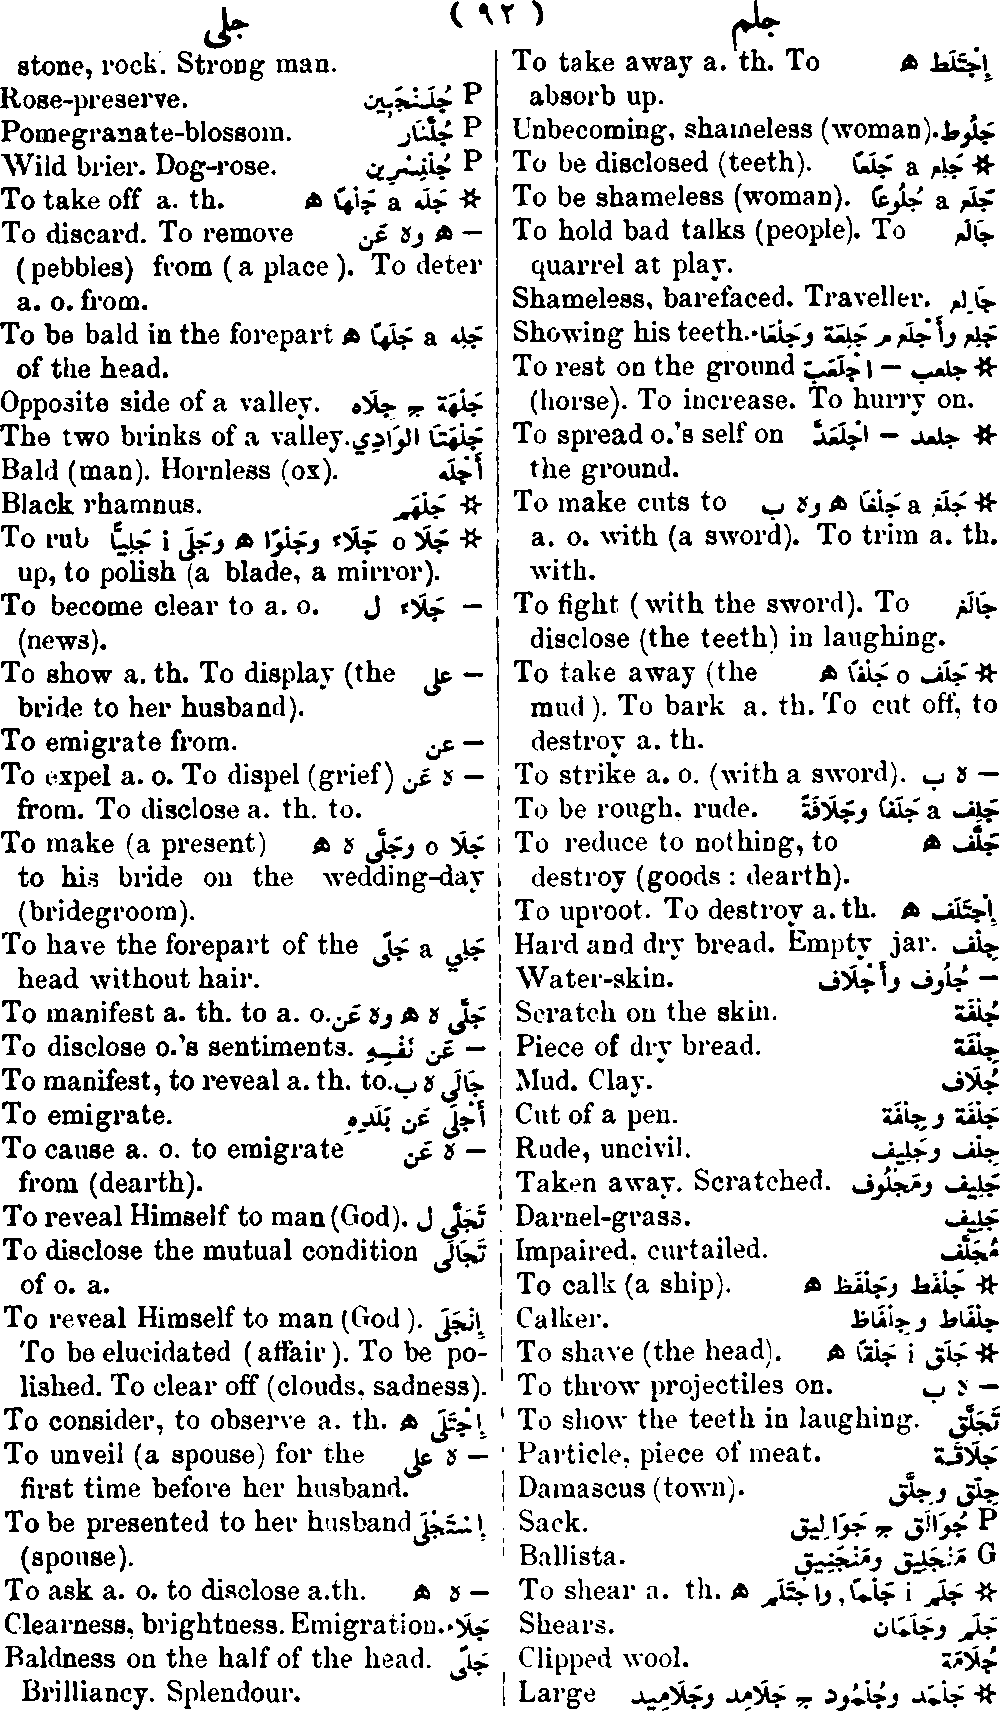 جلم ( ٩٢ ) جلى
To take away a. th. To إِجْتَلَط ه
absorb up.
Unbecoming, shameless (woman). جَلُوط
To be disclosed (teeth). ✲ جَلِع a جَلَعًا
To be shameless (woman). جَلَع a جُلُوعًا
To hold bad talks (people). To جَالَع
quarrel at play.
Shameless, barefaced. Traveller. جَالِع
Showing his teeth. جَلِع وأَجْلَع م جَلِعَة وجَلْعَاء
To rest on the ground ✲ جلعب – اجْلَعَبّ
(horse). To increase. To hurry on.
To spread o.'s self on ✲ جلعد – اجْلَعَدّ
the ground.
To make cuts to ✲ جَلَغ a جَلْغًا ه وه ب
a. o. with (a sword). To trim a. th.
with.
To fight (with the sword). To جَالَغ
disclose (the teeth) in laughing.
To take away (the ✲ جَلَف o جَلْفًا ه
mud). To bark a. th. To cut off, to
destroy a. th.
To strike a. o. (with a sword). – ه ب
To be rough, rude. جَلِف a جَلَفًا وجَلَافَةً
To reduce to nothing, to جَلَّف ه
destroy (goods : dearth).
To uproot. To destroy a. th. إِجْتَلَف ه
Hard and dry bread. Empty jar. جِلْف
Water-skin. – جُلُوف وأَجْلَاف
Scratch on the skin. جُلْفَة
Piece of dry bread. جِلْفَة
Mud. Clay. جُلَاف
Cut of a pen. جَلْفَة وجِلْفَة
Rude, uncivil. جِلْف وجَلِيف
Taken away. Scratched. جَلِيف ومَجْلُوف
Darnel-grass. جَلِيف
Impaired, curtailed. مُجَلَّف
To calk (a ship). ✲ جَلْفَط وجَلْفَظ ه
Calker. جِلْفَاط وجِلْفَاظ
To shave (the head). ✲ جَلَق i جَلْقًا ه
To throw projectiles on. – ه ب
To show the teeth in laughing. تَجَلَّق
Particle, piece of meat. جَلَاقَة
Damascus (town). جِلَّق وجِلِّق
Sack. P جُوَالَق ج جَوَالِيق
Ballista. G مَنْجَلِيق ومَنْجَنِيق
To shear a. th. ✲ جَلَم i جَلْمًا, واجْتَلَم ه
Shears. جَلَم وجَلَمَان
Clipped wool. جُلَامَة
Large ✲ جَلْمَد وجُلْمُود ج جَلَامِد وجَلَامِيد
stone, rock. Strong man.
Rose-preserve. P جُلَنْجَبِين
Pomegranate-blossom. P جُلَّنَار
Wild brier. Dog-rose. P جُلَّنِسْرِين
To take off a. th. ✲ جَلَه a جَلْهًا ه
To discard. To remove – ه وه عَن
(pebbles) from (a place). To deter
a. o. from.
To be bald in the forepart جَلِه a جَلَهًا ه
of the head.
Opposite side of a valley. جَلْهَة ج جِلَاه
The two brinks of a valley. جَلْهَتَا الوَادِي
Bald (man). Hornless (ox). أَجْلَه
Black rhamnus. ✲ جَلْهَم
To rub ✲ جَلَا o جَلَاء وجَلْوًا ه وجَلَى i جَلْيًا
up, to polish (a blade, a mirror).
To become clear to a. o. – جَلَاء ل
(news).
To show a. th. To display (the – على
bride to her husband).
To emigrate from. – عن
To expel a. o. To dispel (grief) – ه عَن
from. To disclose a. th. to.
To make (a present) جَلَا o وجَلَّى ه ه
to his bride on the wedding-day
(bridegroom).
To have the forepart of the جَلِي a جَلًى
head without hair.
To manifest a. th. to a. o. جَلَّى ه ه وه عَن
To disclose o.'s sentiments. – عَن نَفْسِهِ
To manifest, to reveal a. th. to. جَالَى ه ب
To emigrate. أَجْلَى عَن بَلَدِهِ
To cause a. o. to emigrate – ه عَن
from (dearth).
To reveal Himself to man (God). تَجَلَّى ل
To disclose the mutual condition تَجَالَى
of o. a.
To reveal Himself to man (God). إِنْجَلَى
To be elucidated (affair). To be po-
lished. To clear off (clouds, sadness).
To consider, to observe a. th. إِجْتَلَى ه
To unveil (a spouse) for the – ه على
first time before her husband.
To be presented to her husband إِسْتَجْلَى
(spouse).
To ask a. o. to disclose a.th. – ه ه
Clearness, brightness. Emigration. جَلَاء
Baldness on the half of the head. جَلًى
Brilliancy. Splendour.